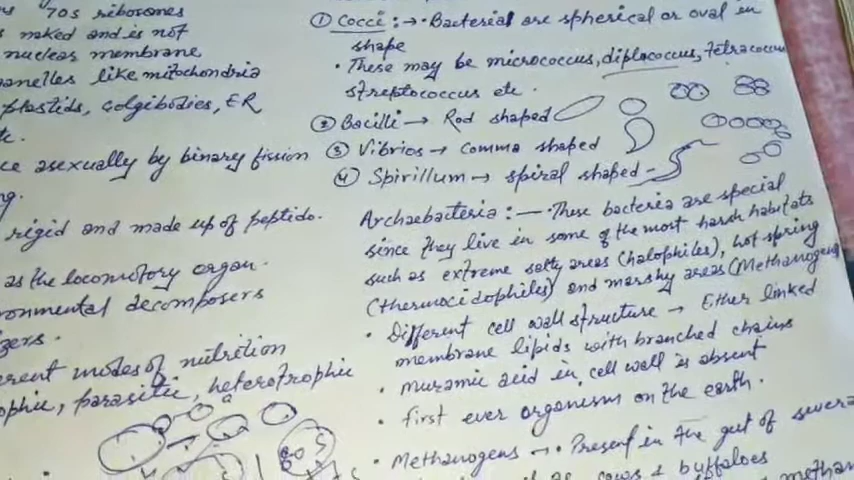 70s ribosomes
naked and is not
nuclear membrane
like mitochondria
plastids, golgibodies, ER
asexually by binary fission
rigid and made up of peptido.
as the locomotory organ.
decomposers
modes of nutrition
parasitic, heterotrophic
① Cocci :→ • Bacterial are spherical or oval in
shape
• These may be micrococcus, diplococcus, tetracoccus
streptococcus etc.
② Bacilli → Rod shaped
③ Vibrios → Comma shaped
④ Spirillum → spiral shaped -
Archaebacteria : — • These bacteria are special
since they live in some of the most harsh habitats
such as extreme salty areas (halophiles), hot spring
(thermocidophiles) and marshy areas (Methanogens
• Different cell wall structure → Ether linked
membrane lipids with branched chains
• muramic acid in cell wall is absent
• first ever organism on the earth.
• Methanogens → • Present in the gut of
cows & buffaloes